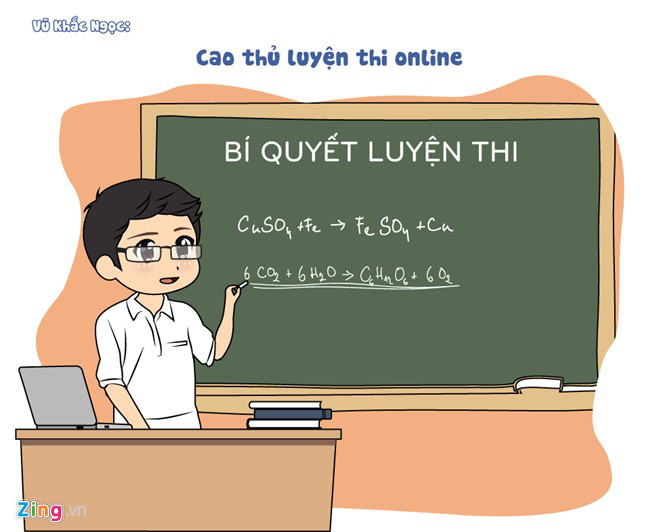 Vũ Khắc Ngọc:
Cao thủ luyện thi online
BÍ QUYẾT LUYỆN THI
CuSO₄ + Fe → FeSO₄ + Cu
6 CO₂ + 6 H₂O → C₆H₁₂O₆ + 6 O₂
Zing.vn